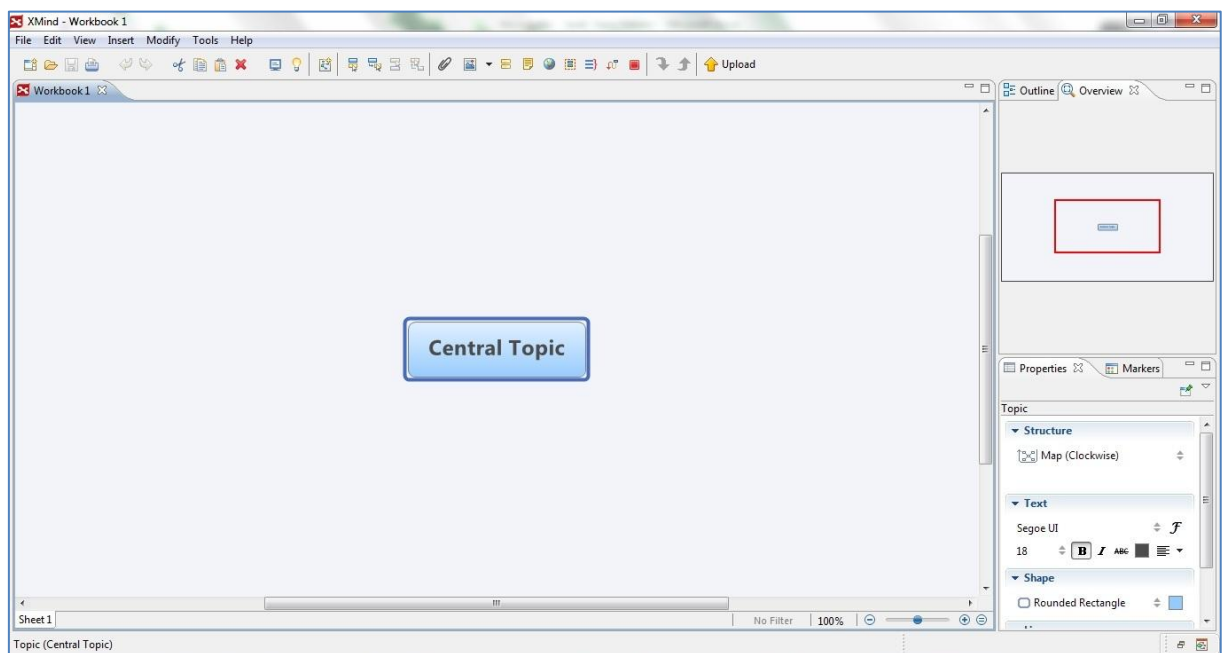 XMind - Workbook 1
File Edit View Insert Modify Tools Help
Upload
Workbook 1
Outline Overview
Central Topic
Properties Markers
Topic
Structure
Map (Clockwise)
Text
Segoe UI
18 B I ABC
Shape
Rounded Rectangle
Sheet 1 No Filter 100%
Topic (Central Topic)